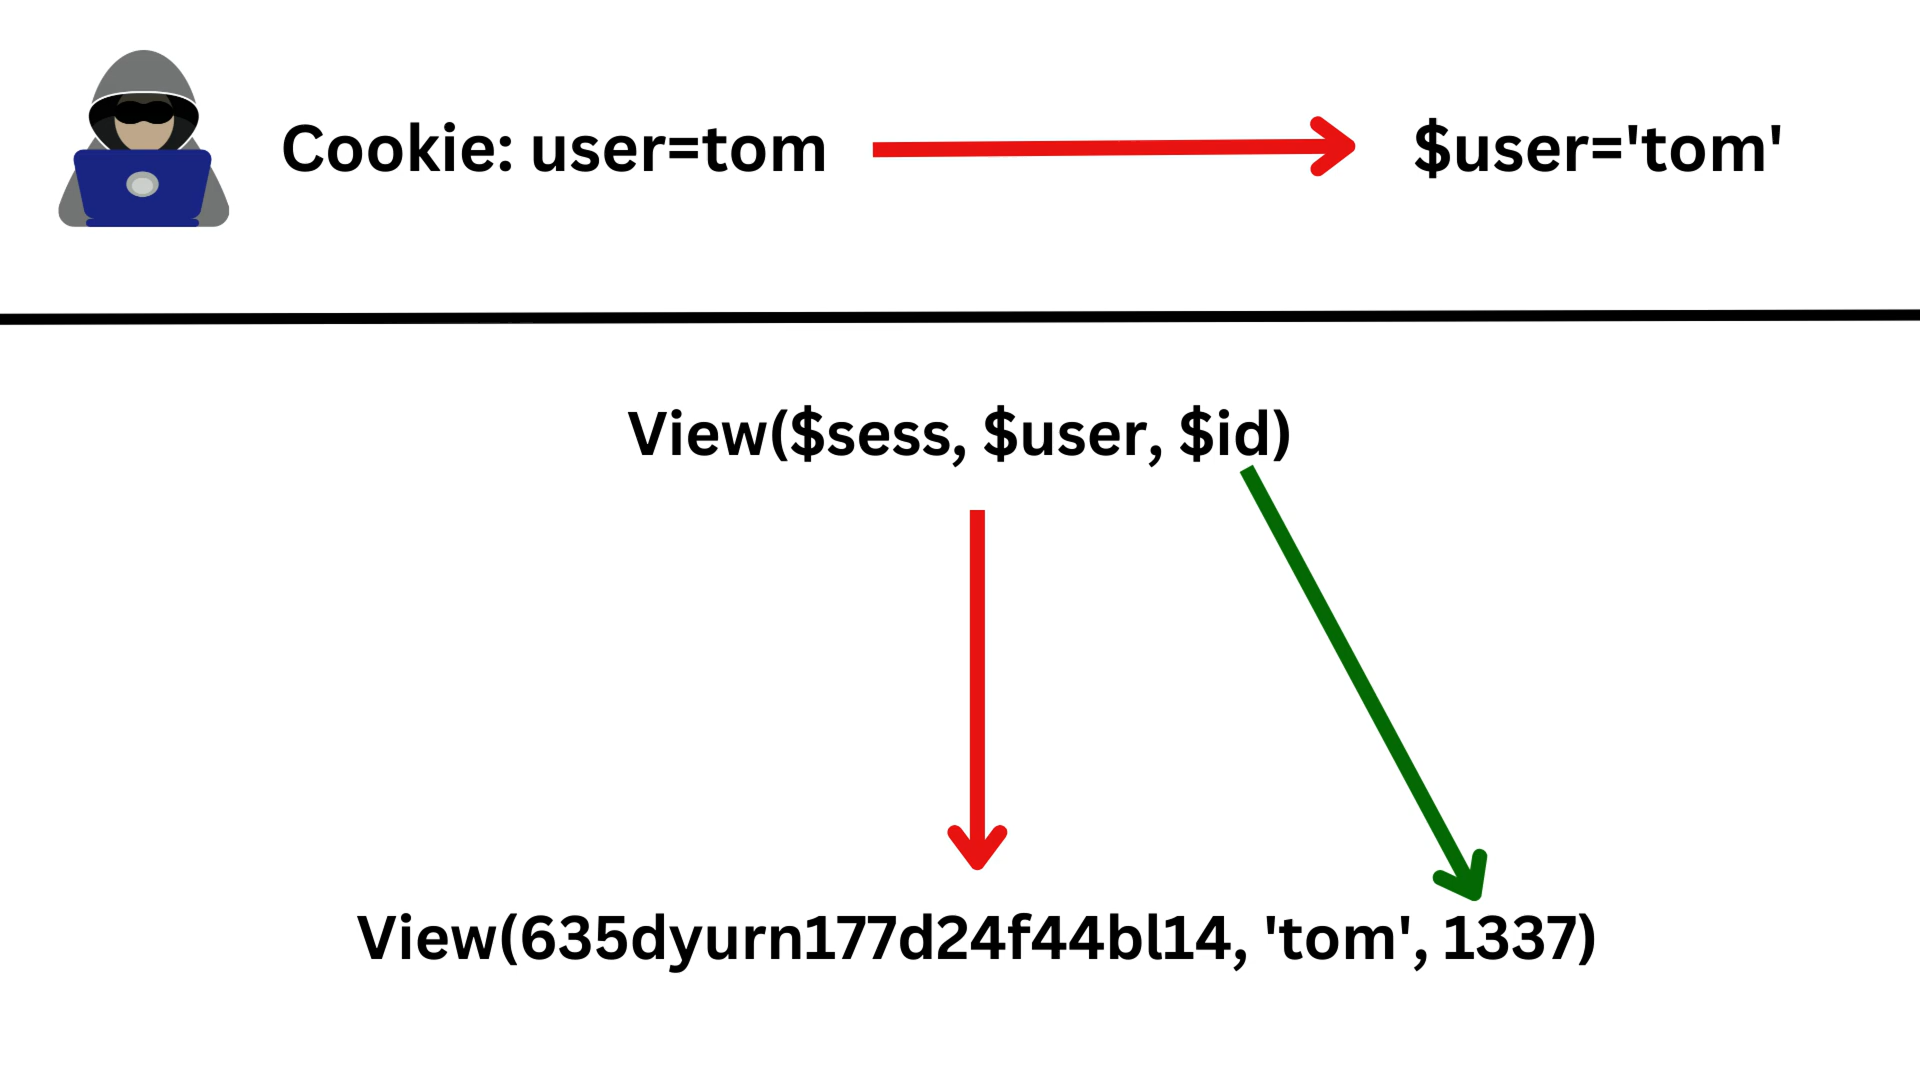 Cookie: user=tom
$user='tom'
View($sess, $user, $id)
View(635dyurn177d24f44bl14, 'tom', 1337)